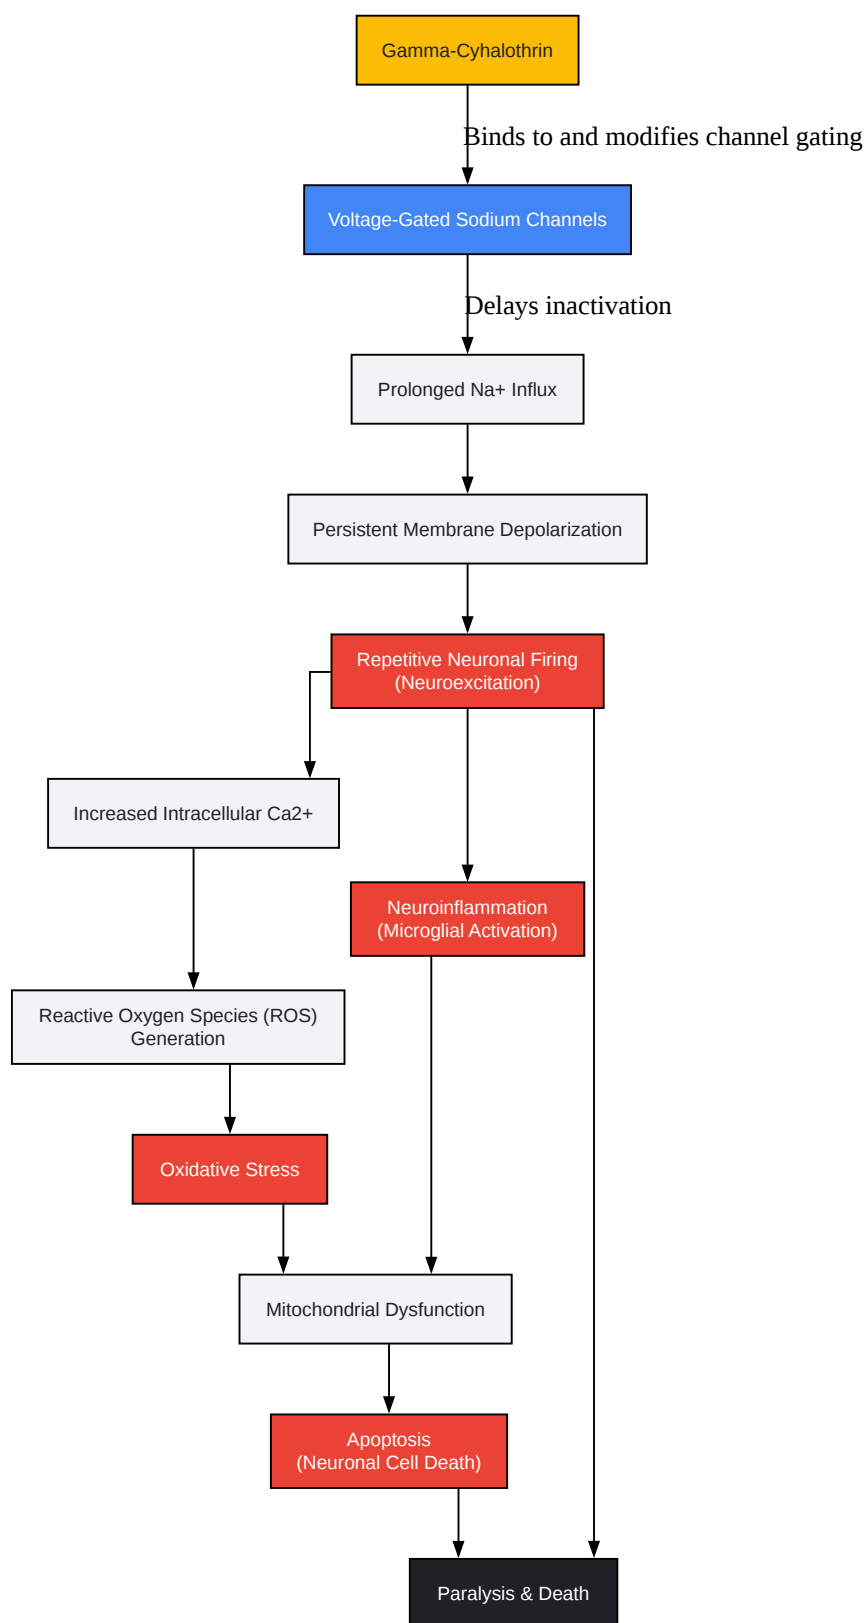 Gamma-Cyhalothrin
Binds to and modifies channel gating
Voltage-Gated Sodium Channels
Delays inactivation
Prolonged Na+ Influx
Persistent Membrane Depolarization
Repetitive Neuronal Firing
(Neuroexcitation)
Increased Intracellular Ca2+
Neuroinflammation
(Microglial Activation)
Reactive Oxygen Species (ROS)
Generation
Oxidative Stress
Mitochondrial Dysfunction
Apoptosis
(Neuronal Cell Death)
Paralysis & Death